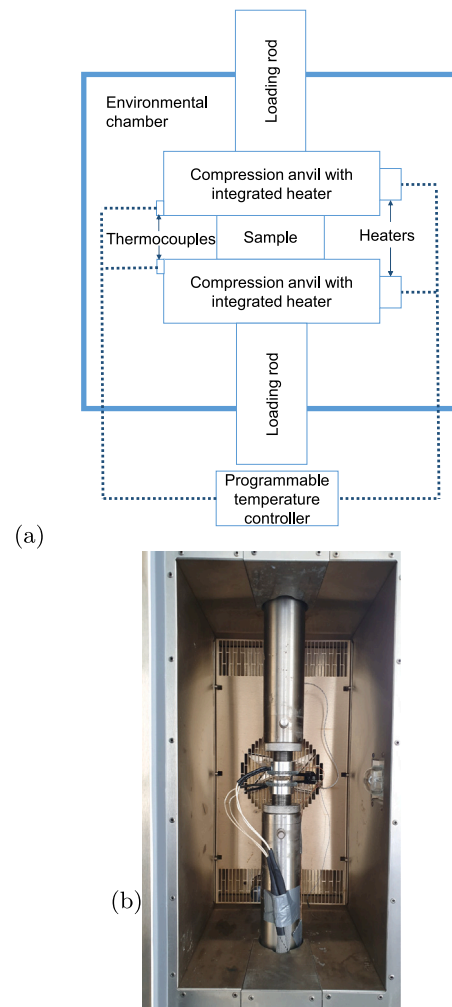 Loading rod
Environmental
chamber
Compression anvil with
integrated heater
Thermocouples
Sample
Heaters
Compression anvil with
integrated heater
Loading rod
Programmable
temperature
controller
(a)
(b)